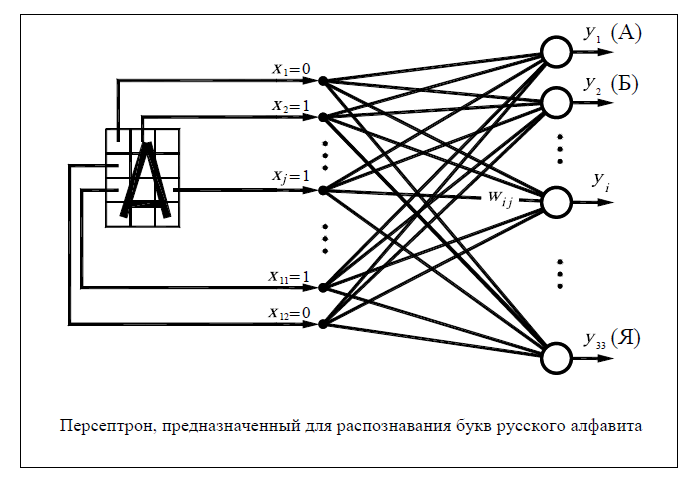 y₁ (А)
x₁=0
x₂=1
y₂ (Б)
А
xⱼ=1
wᵢⱼ
yᵢ
x₁₁=1
x₁₂=0
y₃₃ (Я)
Персептрон, предназначенный для распознавания букв русского алфавита